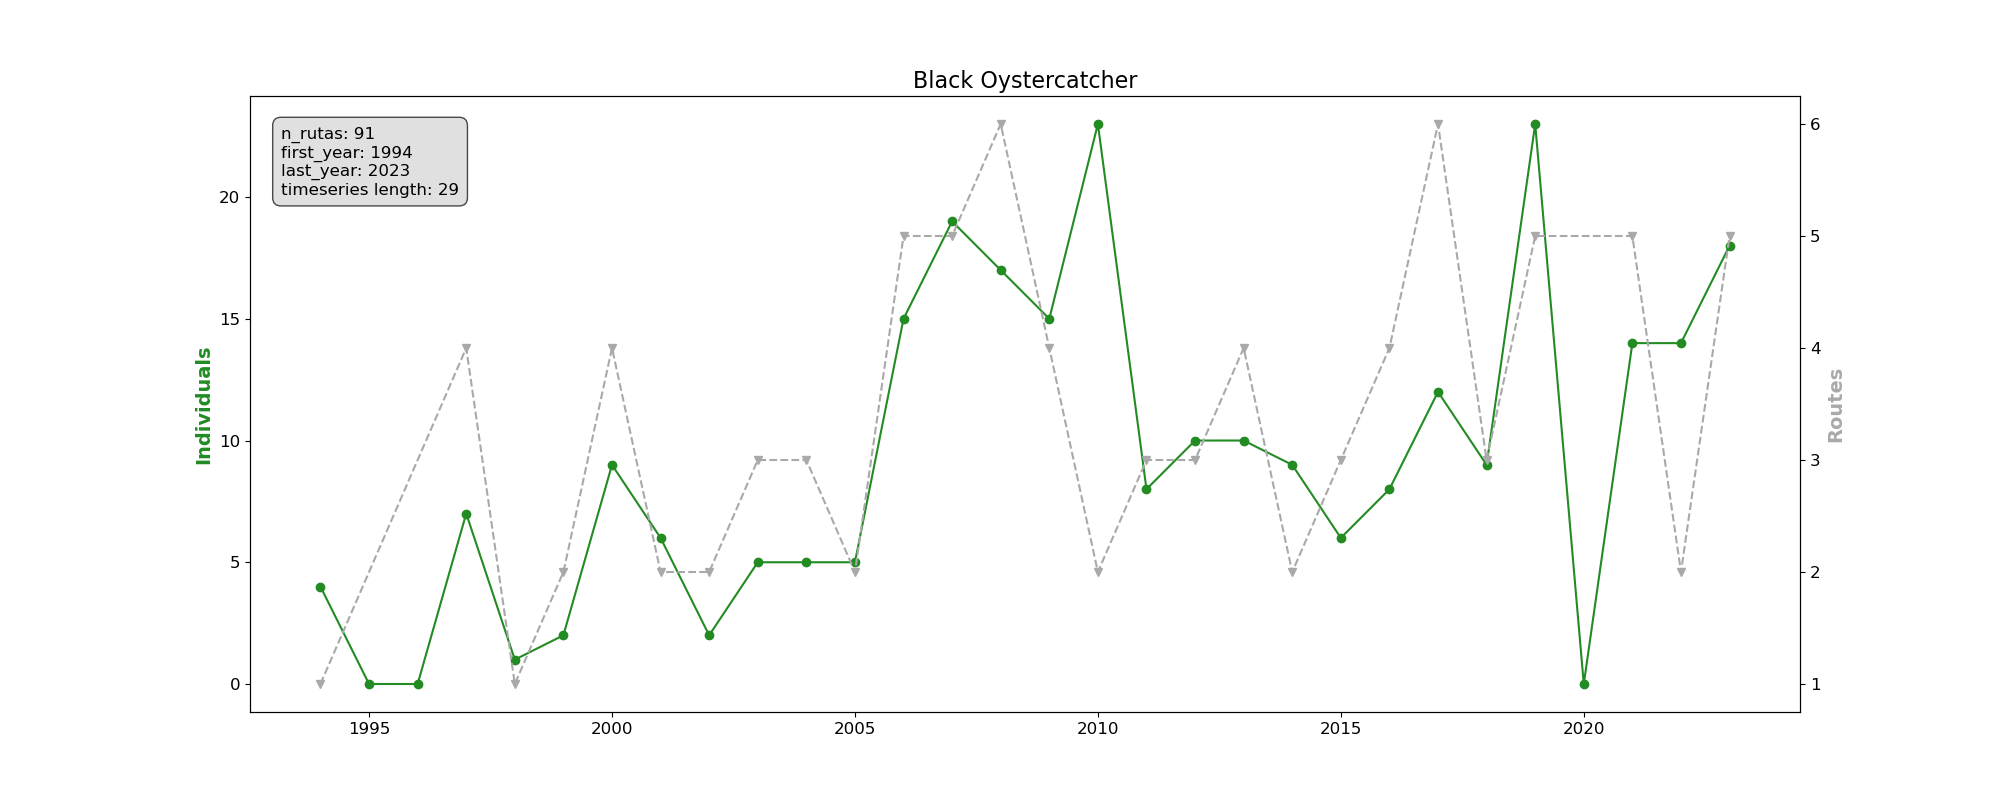 Black Oystercatcher
n_rutas: 91
first_year: 1994
last_year: 2023
timeseries length: 29
Individuals
20
15
10
5
0
Routes
6
5
4
3
2
1
1995 2000 2005 2010 2015 2020